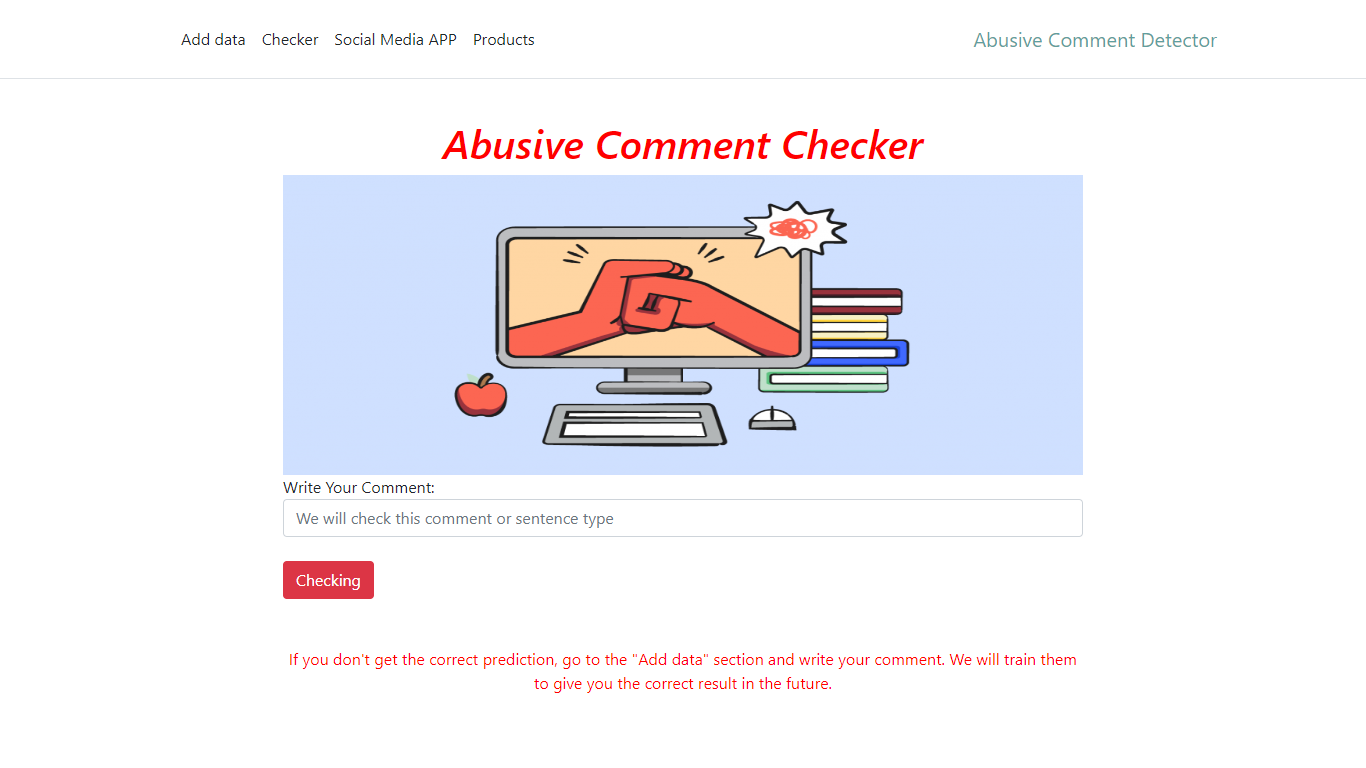 Add data Checker Social Media APP Products Abusive Comment Detector
Abusive Comment Checker
Write Your Comment:
We will check this comment or sentence type
Checking
If you don't get the correct prediction, go to the "Add data" section and write your comment. We will train them
to give you the correct result in the future.